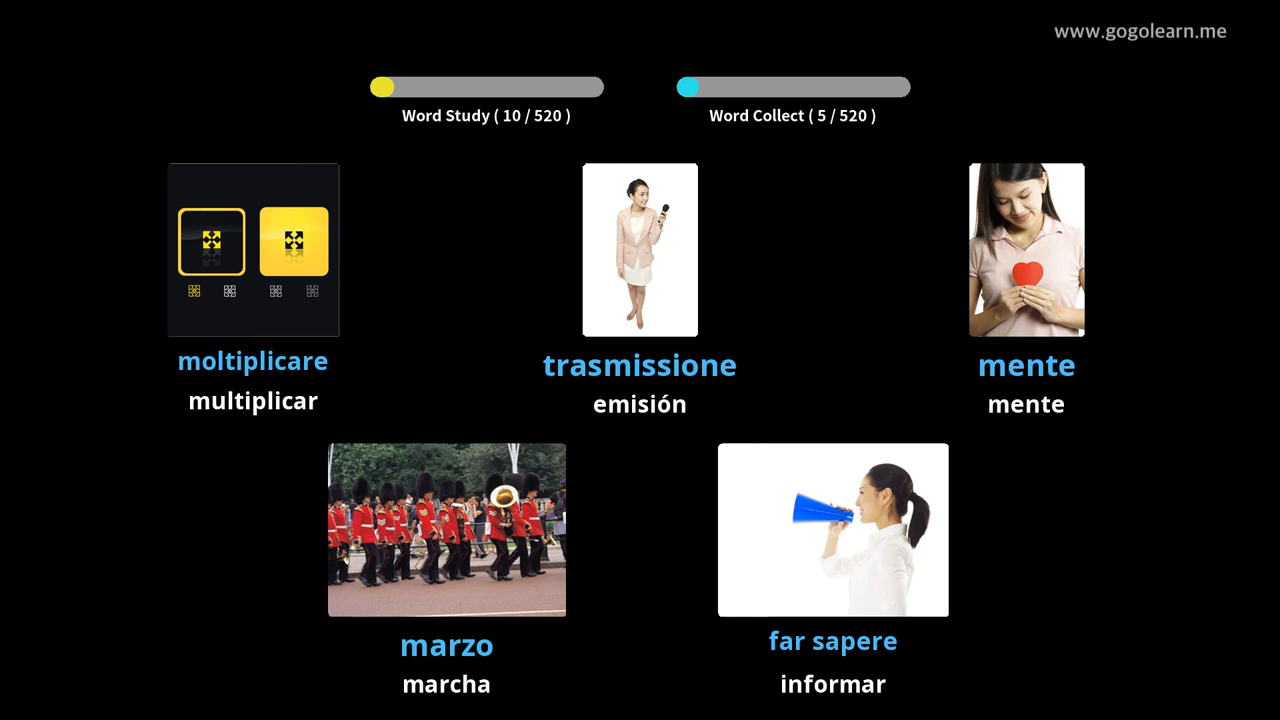 www.gogolearn.me
Word Study ( 10 / 520 )
Word Collect ( 5 / 520 )
moltiplicare
multiplicar
trasmissione
emisión
mente
mente
marzo
marcha
far sapere
informar